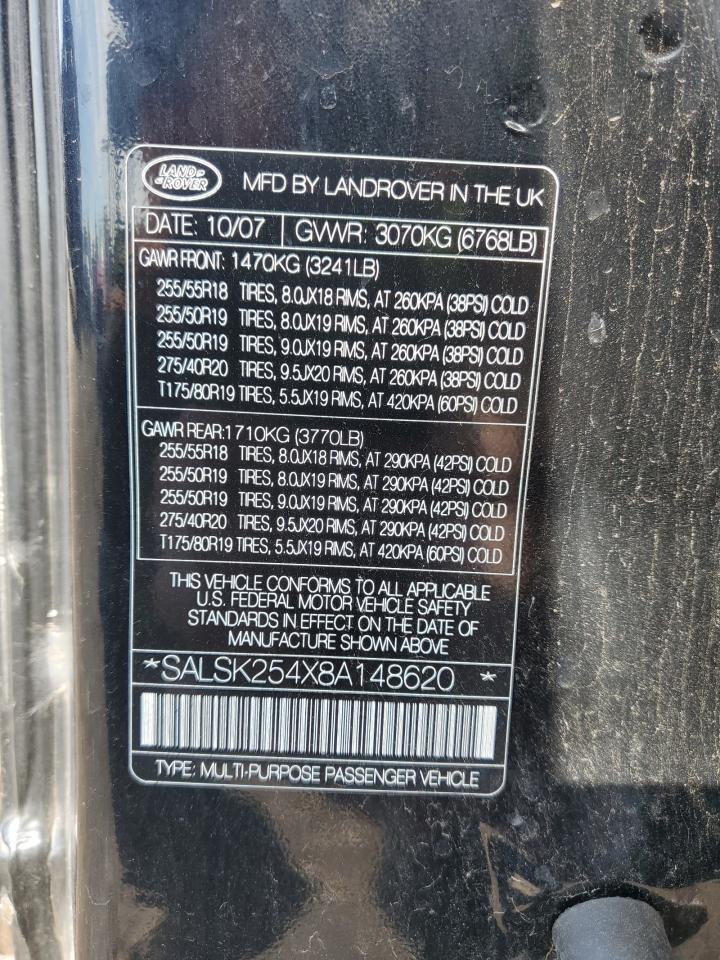 LAND ROVER
MFD BY LANDROVER IN THE UK
DATE: 10/07 GVWR: 3070KG (6768LB)
GAWR FRONT: 1470KG (3241LB)
255/55R18 TIRES, 8.0JX18 RIMS, AT 260KPA (38PSI) COLD
255/50R19 TIRES, 8.0JX19 RIMS, AT 260KPA (38PSI) COLD
255/50R19 TIRES, 9.0JX19 RIMS, AT 260KPA (38PSI) COLD
275/40R20 TIRES, 9.5JX20 RIMS, AT 260KPA (38PSI) COLD
T175/80R19 TIRES, 5.5JX19 RIMS, AT 420KPA (60PSI) COLD
GAWR REAR:1710KG (3770LB)
255/55R18 TIRES, 8.0JX18 RIMS, AT 290KPA (42PSI) COLD
255/50R19 TIRES, 8.0JX19 RIMS, AT 290KPA (42PSI) COLD
255/50R19 TIRES, 9.0JX19 RIMS, AT 290KPA (42PSI) COLD
275/40R20 TIRES, 9.5JX20 RIMS, AT 290KPA (42PSI) COLD
T175/80R19 TIRES, 5.5JX19 RIMS, AT 420KPA (60PSI) COLD
THIS VEHICLE CONFORMS TO ALL APPLICABLE
U.S. FEDERAL MOTOR VEHICLE SAFETY
STANDARDS IN EFFECT ON THE DATE OF
MANUFACTURE SHOWN ABOVE
*SALSK254X8A148620 *
TYPE: MULTI-PURPOSE PASSENGER VEHICLE